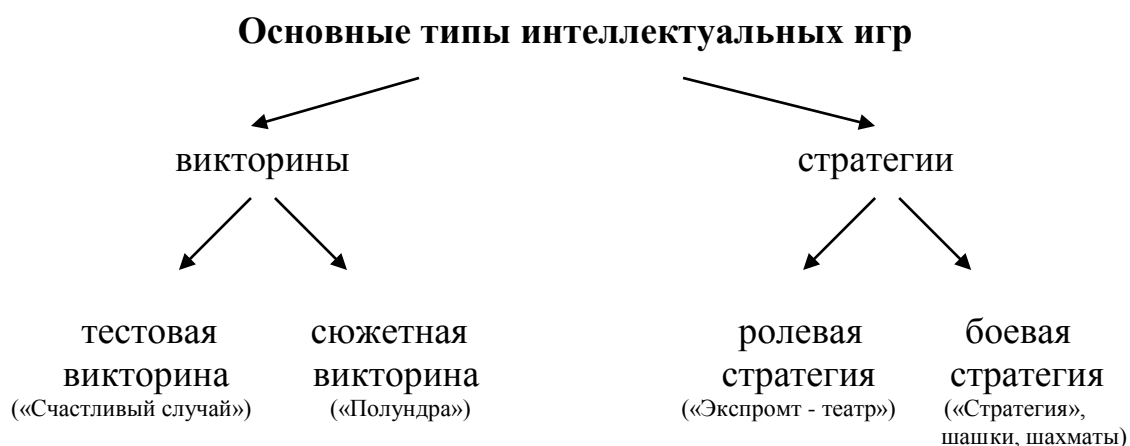 Основные типы интеллектуальных игр
викторины
стратегии
тестовая
викторина
(«Счастливый случай»)
сюжетная
викторина
(«Полундра»)
ролевая
стратегия
(«Экспромт - театр»)
боевая
стратегия
(«Стратегия»,
шашки, шахматы)